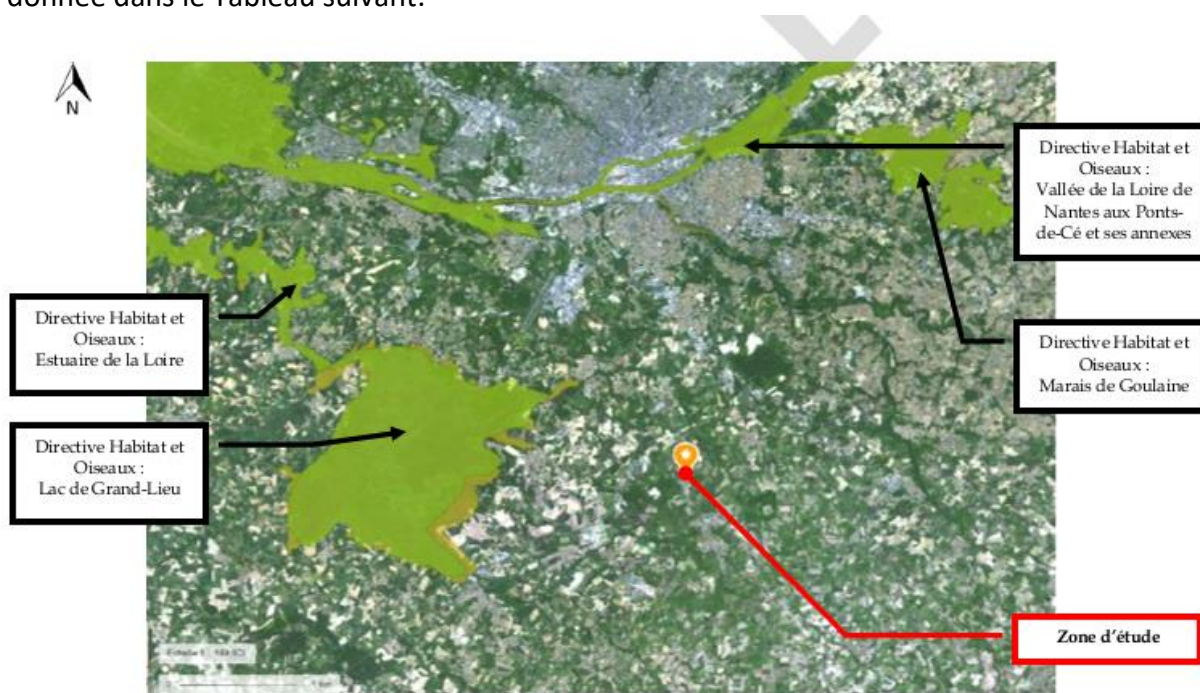 donnée dans le Tableau suivant.
N
Directive Habitat et
Oiseaux :
Vallée de la Loire de
Nantes aux Ponts-
de-Cé et ses annexes
Directive Habitat et
Oiseaux :
Estuaire de la Loire
Directive Habitat et
Oiseaux :
Marais de Goulaine
Directive Habitat et
Oiseaux :
Lac de Grand-Lieu
Zone d'étude